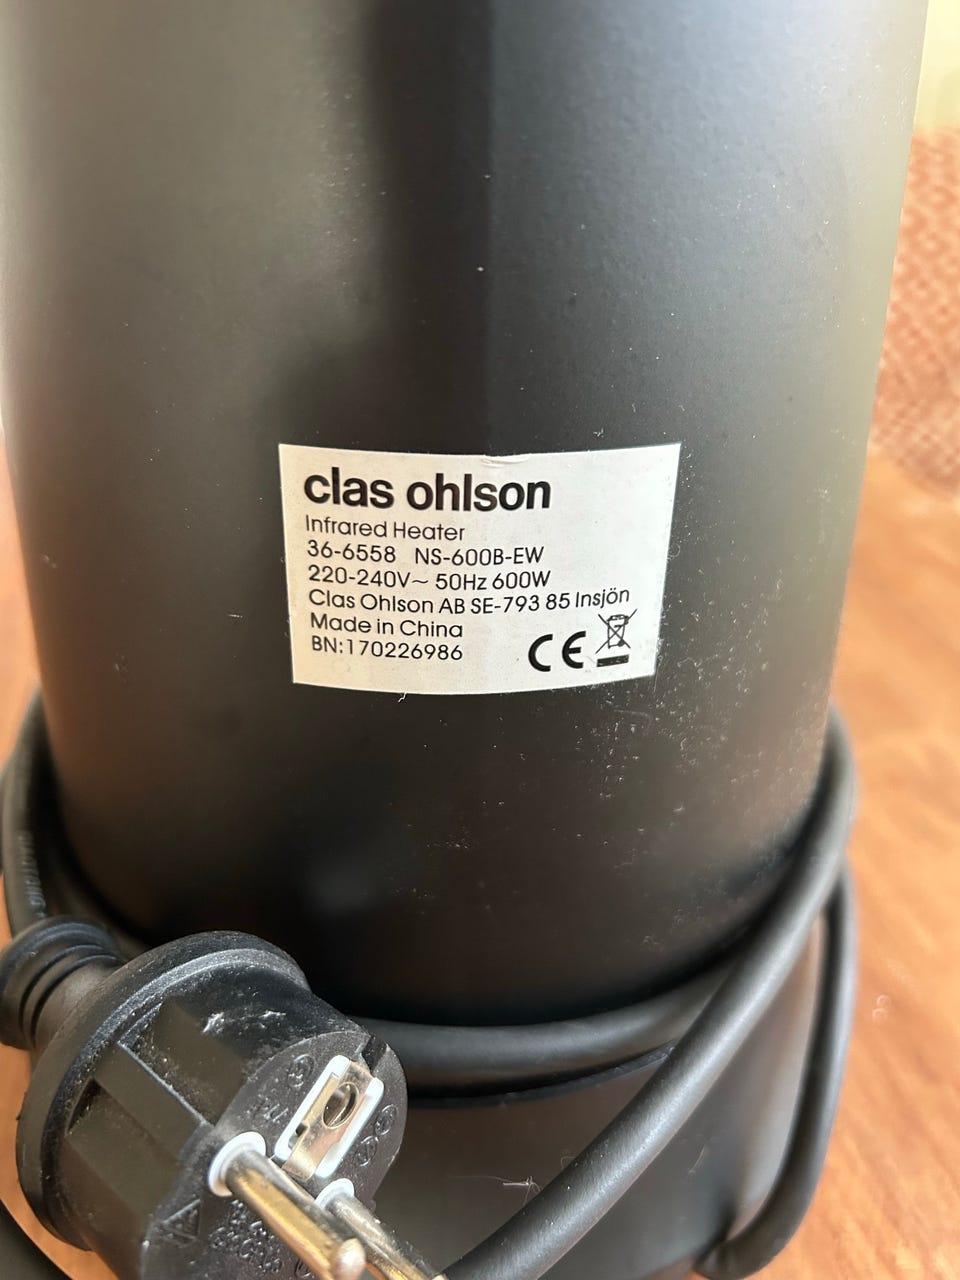 clas ohlson
Infrared Heater
36-6558 NS-600B-EW
220-240V~ 50Hz 600W
Clas Ohlson AB SE-793 85 Insjön
Made in China
BN:170226986
CE